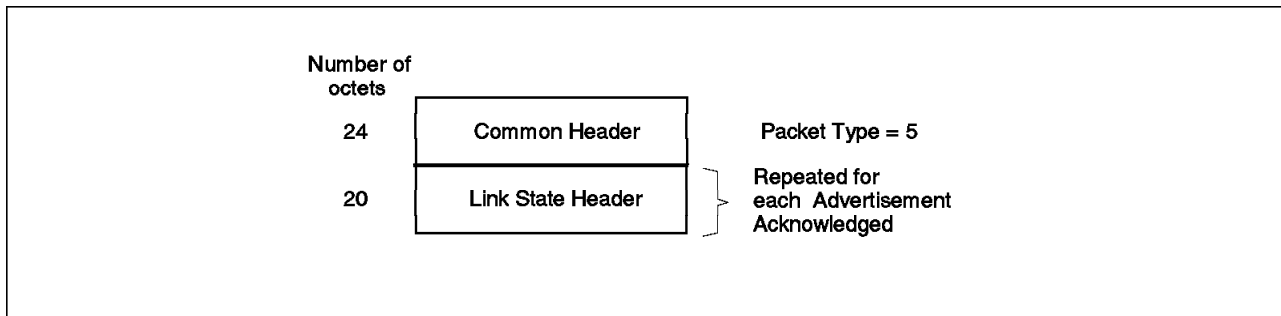 Number of
octets
24
Common Header
Packet Type = 5
20
Link State Header
Repeated for
each Advertisement
Acknowledged